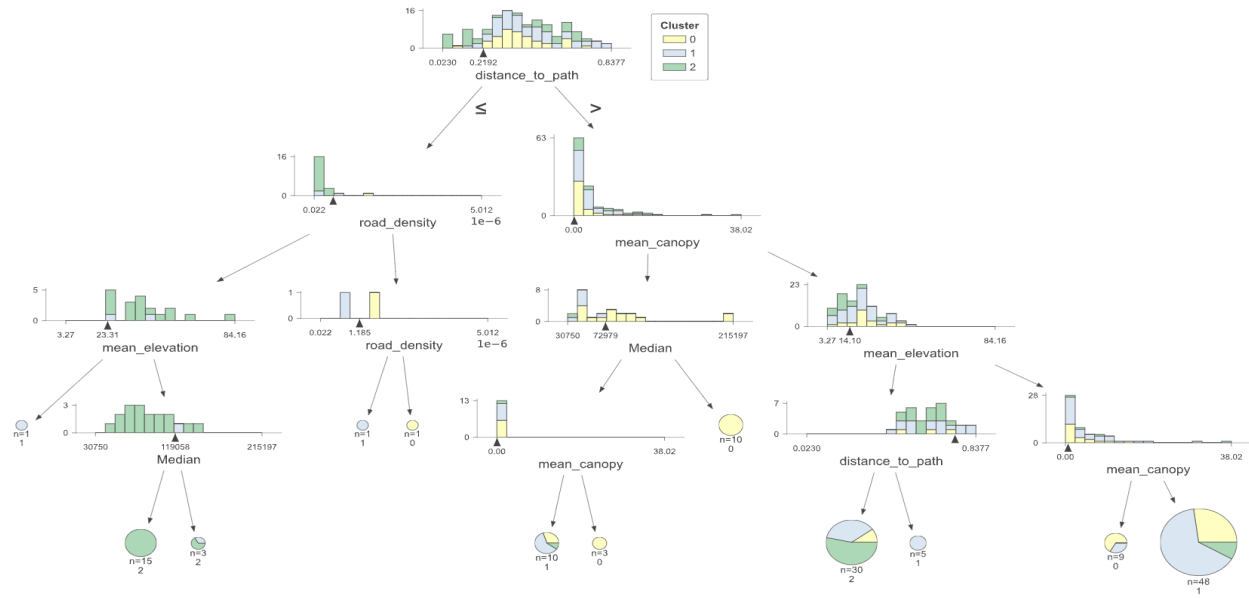 16
0
0.0230
0.2192
0.8377
distance_to_path
Cluster
0
1
2
≤
>
16
0
0.022
5.012
road_density
1e−6
63
0
0.00
38.02
mean_canopy
5
0
3.27
23.31
84.16
mean_elevation
1
0
0.022
1.185
5.012
road_density
1e−6
8
0
30750
72979
215197
Median
23
0
3.27
14.10
84.16
mean_elevation
n=1
1
3
0
30750
119058
215197
Median
n=1
1
n=1
0
13
0
0.00
38.02
mean_canopy
n=10
0
7
0
0.0230
0.8377
distance_to_path
28
0
0.00
38.02
mean_canopy
n=15
2
n=3
2
n=10
1
n=3
0
n=30
2
n=5
1
n=9
0
n=48
1